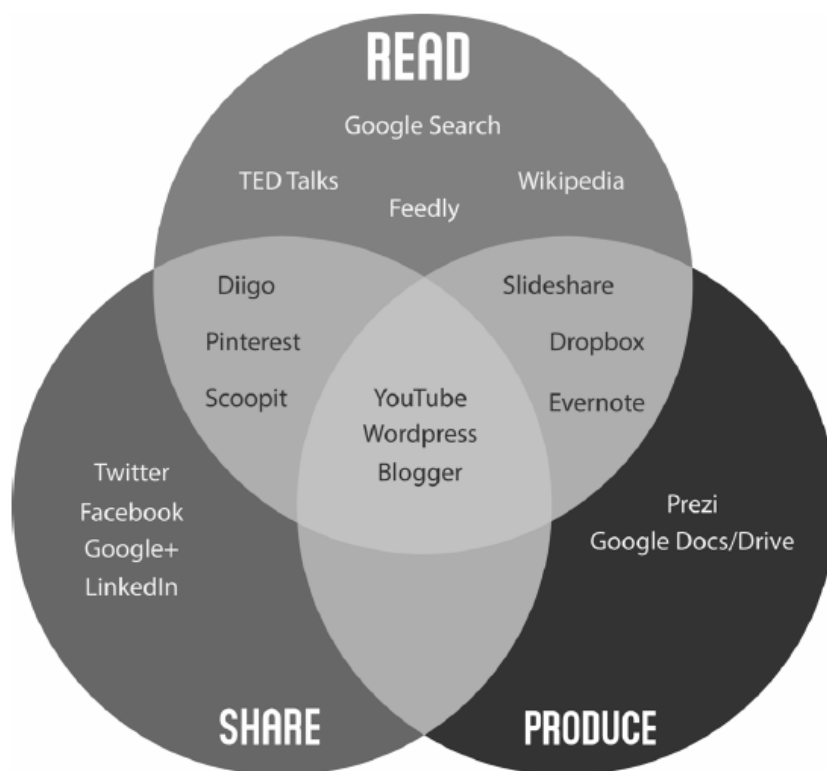 READ
Google Search
TED Talks
Wikipedia
Feedly
Diigo
Slideshare
Pinterest
Dropbox
Scoopit
YouTube
Evernote
Wordpress
Blogger
Twitter
Facebook
Google+
LinkedIn
Prezi
Google Docs/Drive
SHARE
PRODUCE